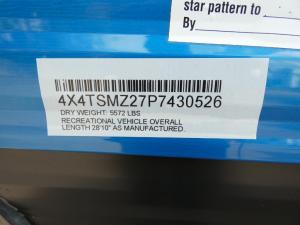 star pattern to
By
4X4TSMZ27P7430526
DRY WEIGHT: 5572 LBS
RECREATIONAL VEHICLE OVERALL
LENGTH 28'10" AS MANUFACTURED.